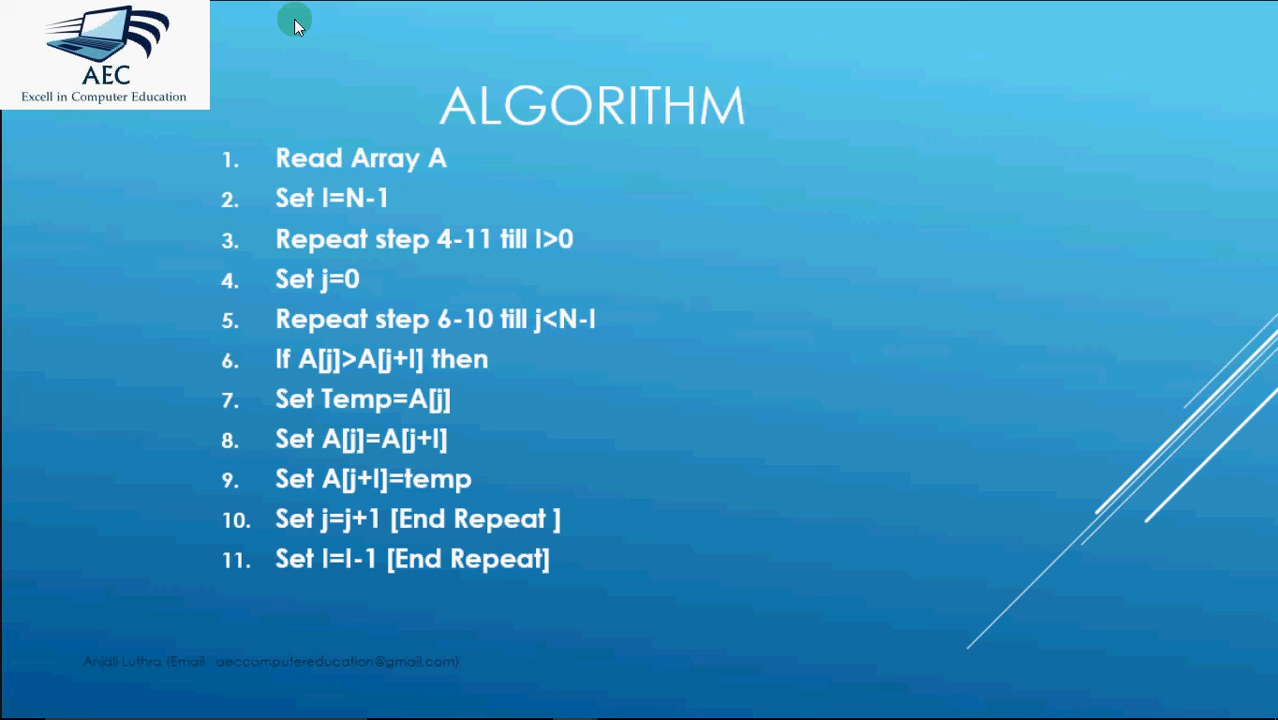 AEC
Excell in Computer Education
ALGORITHM
1. Read Array A
2. Set I=N-1
3. Repeat step 4-11 till I>0
4. Set j=0
5. Repeat step 6-10 till j<N-I
6. If A[j]>A[j+I] then
7. Set Temp=A[j]
8. Set A[j]=A[j+I]
9. Set A[j+I]=temp
10. Set j=j+1 [End Repeat ]
11. Set I=I-1 [End Repeat]
Anjali Luthra (Email aeccomputereducation@gmail.com)